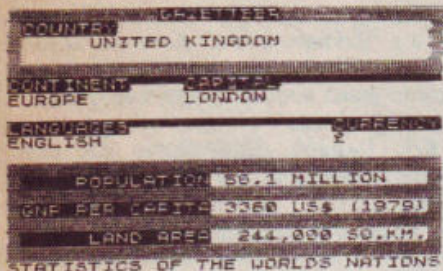 GAZETTEER
COUNTRY
UNITED KINGDOM
CONTINENT CAPITAL
EUROPE LONDON
LANGUAGES CURRENCY
ENGLISH £
POPULATION 56.1 MILLION
GNP PER CAPITA 3360 US$ (1979)
LAND AREA 244,000 SQ.KM.
STATISTICS OF THE WORLDS NATIONS